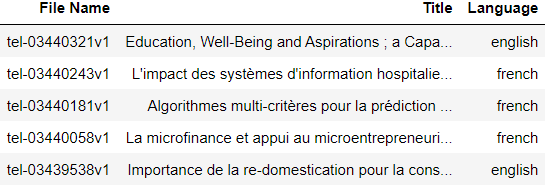 File Name Title Language
tel-03440321v1 Education, Well-Being and Aspirations ; a Capa... english
tel-03440243v1 L'impact des systèmes d'information hospitalie... french
tel-03440181v1 Algorithmes multi-critères pour la prédiction ... french
tel-03440058v1 La microfinance et appui au microentrepreneuri... french
tel-03439538v1 Importance de la re-domestication pour la cons... english